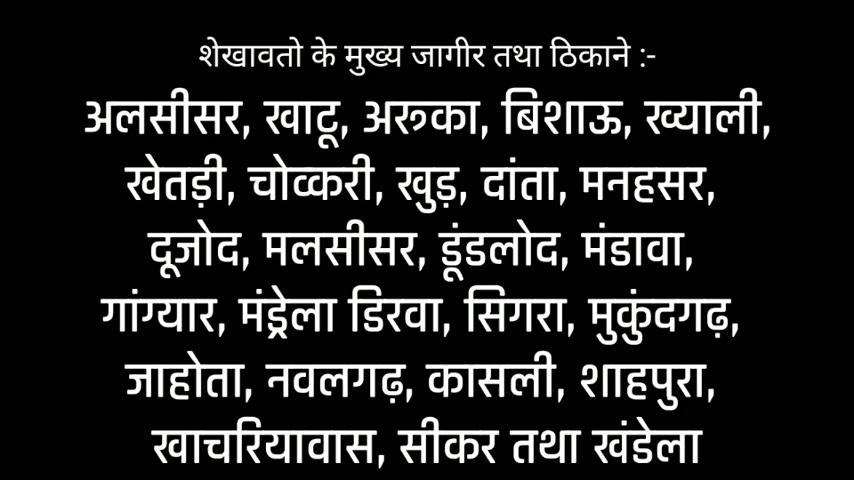 शेखावतो के मुख्य जागीर तथा ठिकाने :-
अलसीसर, खाटू, अरूका, बिशाऊ, ख्याली,
खेतड़ी, चोव्करी, खुड़, दांता, मनहसर,
दूजोद, मलसीसर, डूंडलोद, मंडावा,
गांग्यार, मंड्रेला डिरवा, सिगरा, मुकुंदगढ़,
जाहोता, नवलगढ़, कासली, शाहपुरा,
खाचरियावास, सीकर तथा खंडेला